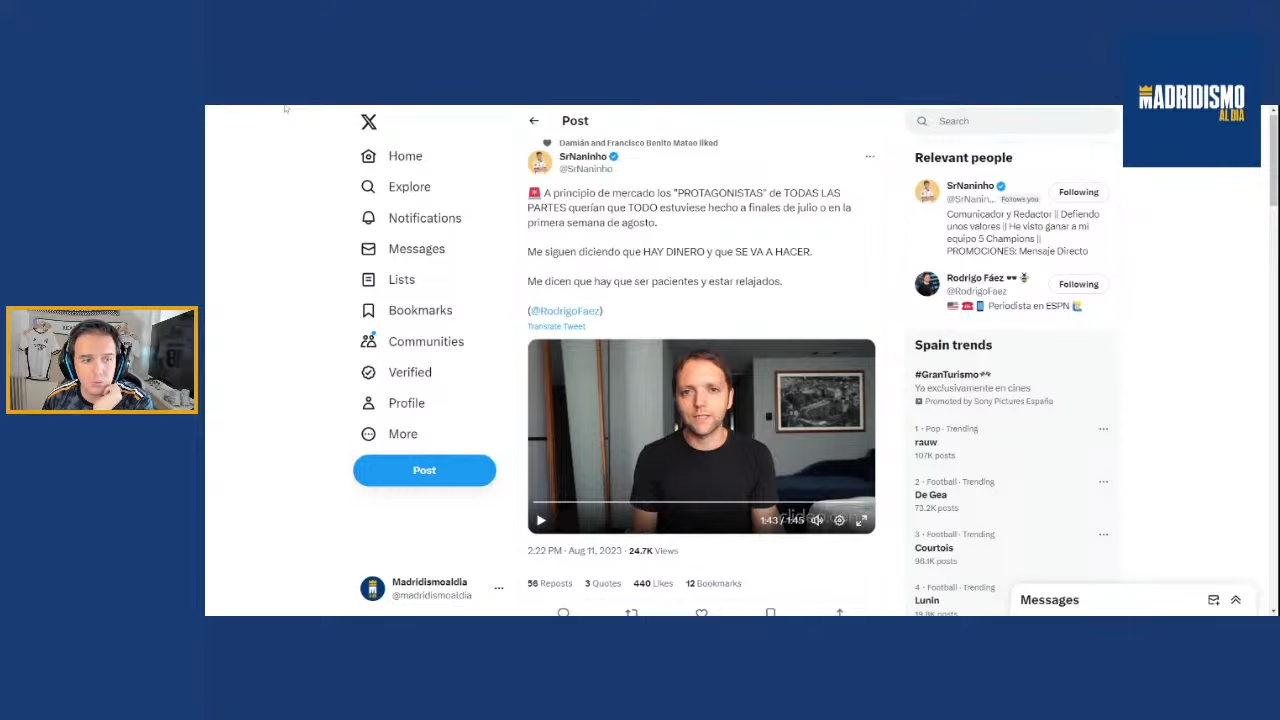 MADRIDISMO
AL DIA
Home
Explore
Notifications
Messages
Lists
Bookmarks
Communities
Verified
Profile
More
Post
Madridismoaldia
@madridismoaldia
Post
Damián and Francisco Benito Mateo liked
SrNaninho
@SrNaninho
🚨 A principio de mercado los "PROTAGONISTAS" de TODAS LAS
PARTES querían que TODO estuviese hecho a finales de julio o en la
primera semana de agosto.
Me siguen diciendo que HAY DINERO y que SE VA A HACER.
Me dicen que hay que ser pacientes y estar relajados.
(@RodrigoFaez)
Translate Tweet
1:43 / 1:45
2:22 PM · Aug 11, 2023 · 24.7K Views
56 Reposts 3 Quotes 440 Likes 12 Bookmarks
Search
Relevant people
SrNaninho
Following
@SrNanin... Follows you
Comunicador y Redactor || Defiendo
unos valores || He visto ganar a mi
equipo 5 Champions ||
PROMOCIONES: Mensaje Directo
Rodrigo Fáez
Following
@RodrigoFaez
Periodista en ESPN
Spain trends
#GranTurismo
Ya exclusivamente en cines
Promoted by Sony Pictures España
1 · Pop · Trending
rauw
107K posts
2 · Football · Trending
De Gea
73.2K posts
3 · Football · Trending
Courtois
96.1K posts
4 · Football · Trending
Lunin
19.8K posts
Messages